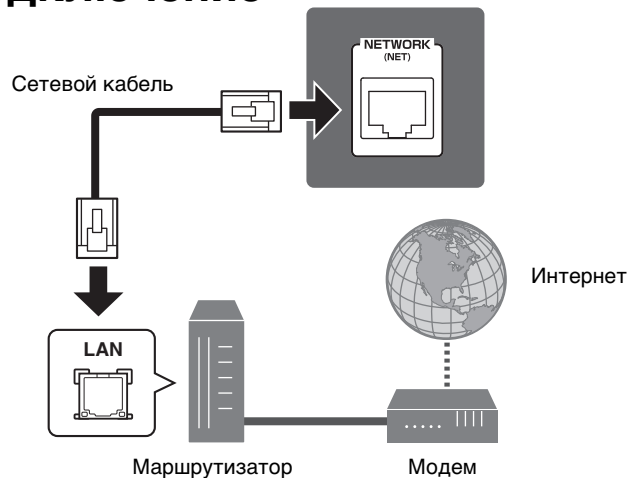 NETWORK
(NET)
Сетевой кабель
Интернет
LAN
Маршрутизатор
Модем